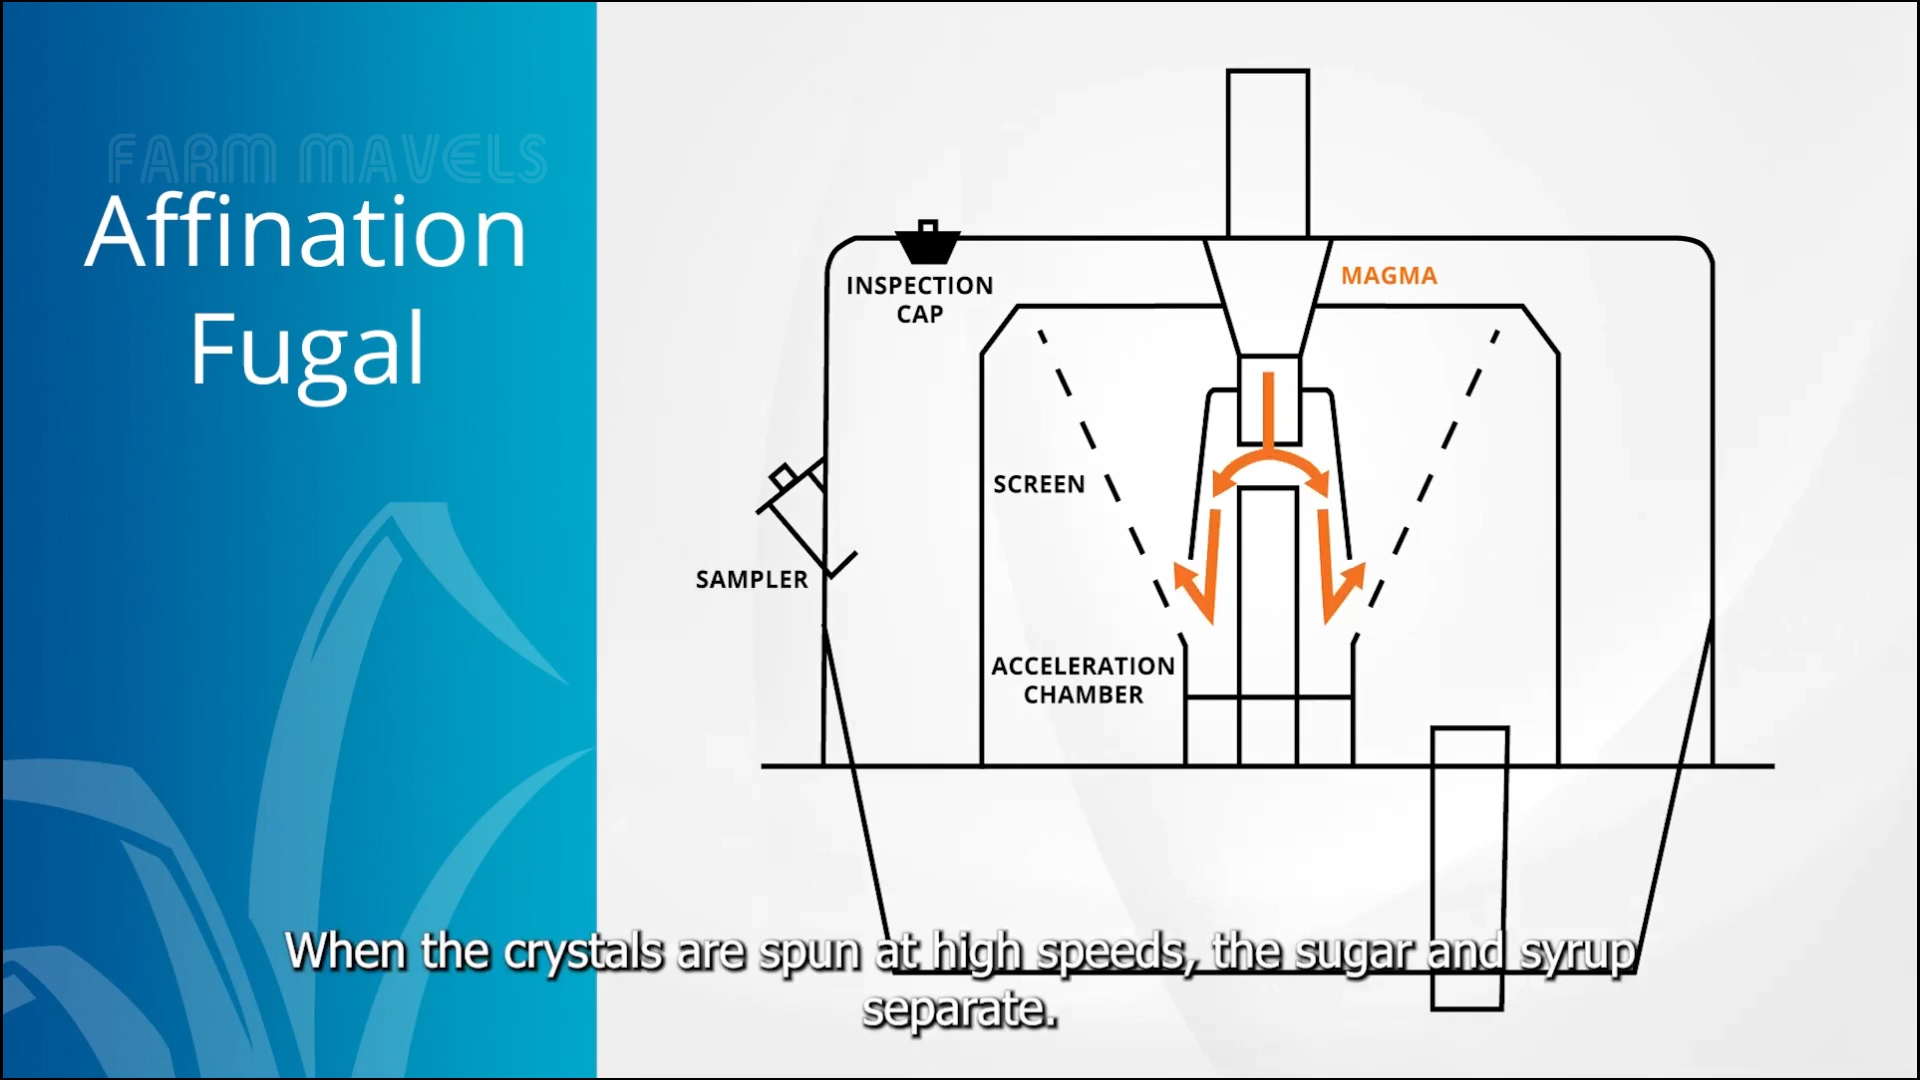 FARM MAVELS
Affination
Fugal
INSPECTION
CAP
MAGMA
SCREEN
SAMPLER
ACCELERATION
CHAMBER
When the crystals are spun at high speeds, the sugar and syrup
separate.